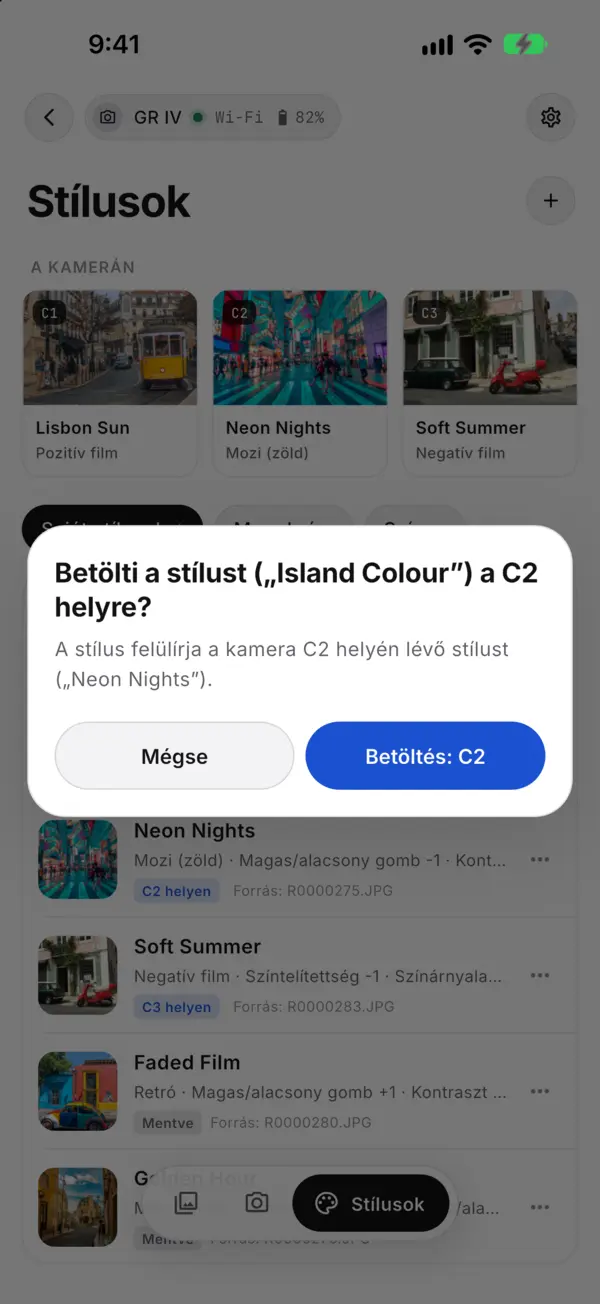 9:41
GR IV Wi-Fi 82%
Stílusok
A KAMERÁN
C1
C2
C3
Lisbon Sun
Neon Nights
Soft Summer
Pozitív film
Mozi (zöld)
Negatív film
Betölti a stílust („Island Colour”) a C2
helyre?
A stílus felülírja a kamera C2 helyén lévő stílust
(„Neon Nights”).
Mégse
Betöltés: C2
Neon Nights
Mozi (zöld) · Magas/alacsony gomb -1 · Kont...
C2 helyen Forrás: R0000275.JPG
Soft Summer
Negatív film · Színtelítettség -1 · Színárnyala...
C3 helyen Forrás: R0000283.JPG
Faded Film
Retró · Magas/alacsony gomb +1 · Kontraszt ...
Mentve Forrás: R0000280.JPG
Golden Hour
Stílusok
/ala...
Mentve